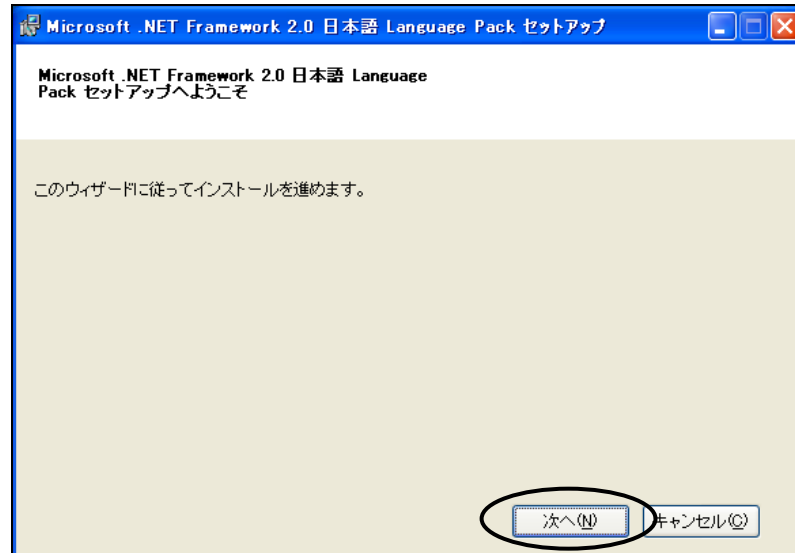 Microsoft .NET Framework 2.0 日本語 Language Pack セットアップ
Microsoft .NET Framework 2.0 日本語 Language
Pack セットアップへようこそ
このウィザードに従ってインストールを進めます。
次へ(N) キャンセル(C)